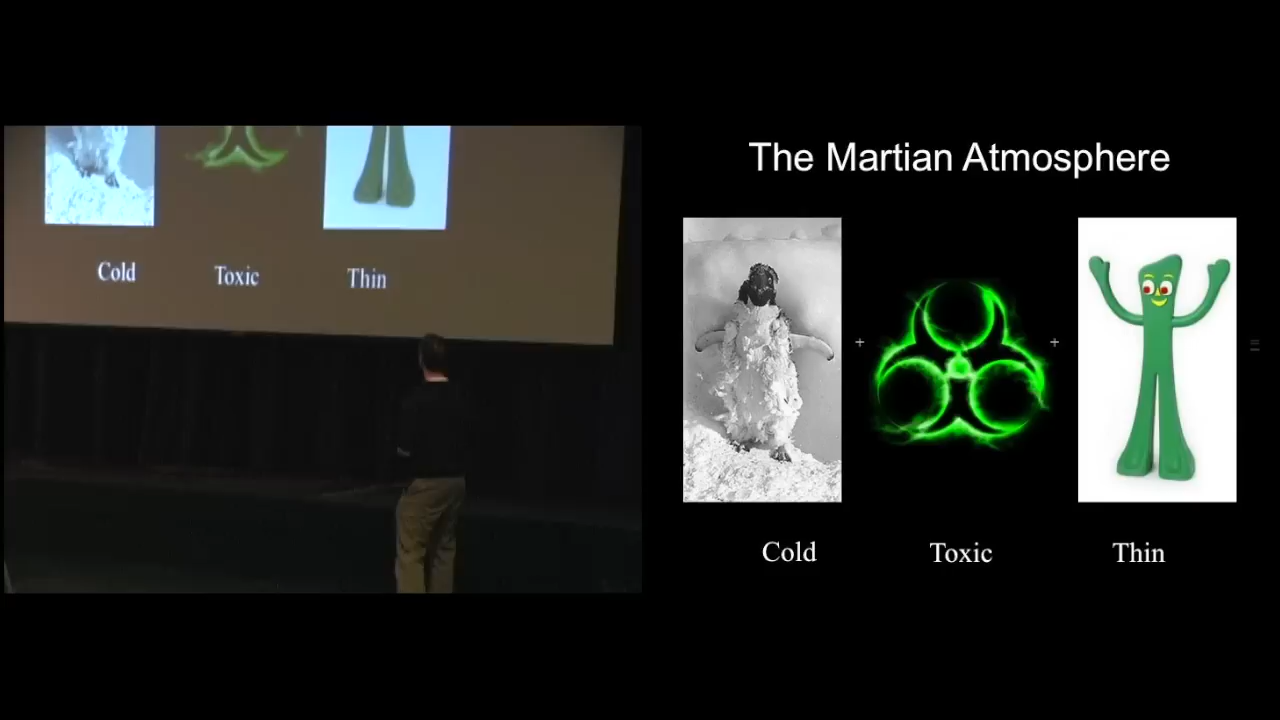 Cold Toxic Thin
The Martian Atmosphere
+ + =
Cold Toxic Thin